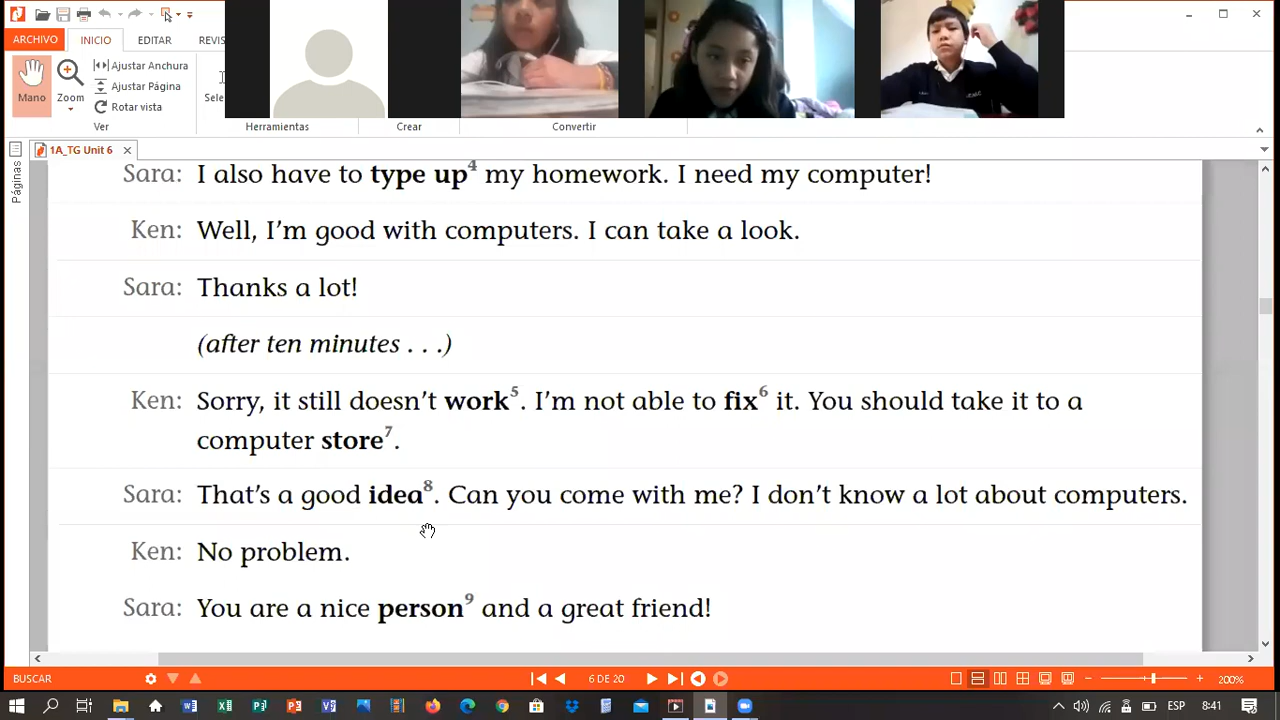 ARCHIVO INICIO EDITAR REVIS
Mano Zoom Ajustar Anchura
Ajustar Página
Rotar vista
Sele
Ver Herramientas Crear Convertir
1A_TG Unit 6
Páginas
Sara: I also have to type up4 my homework. I need my computer!
Ken: Well, I'm good with computers. I can take a look.
Sara: Thanks a lot!
(after ten minutes . . .)
Ken: Sorry, it still doesn't work5. I'm not able to fix6 it. You should take it to a
computer store7.
Sara: That's a good idea8. Can you come with me? I don't know a lot about computers.
Ken: No problem.
Sara: You are a nice person9 and a great friend!
BUSCAR 6 DE 20 200%
ESP 8:41